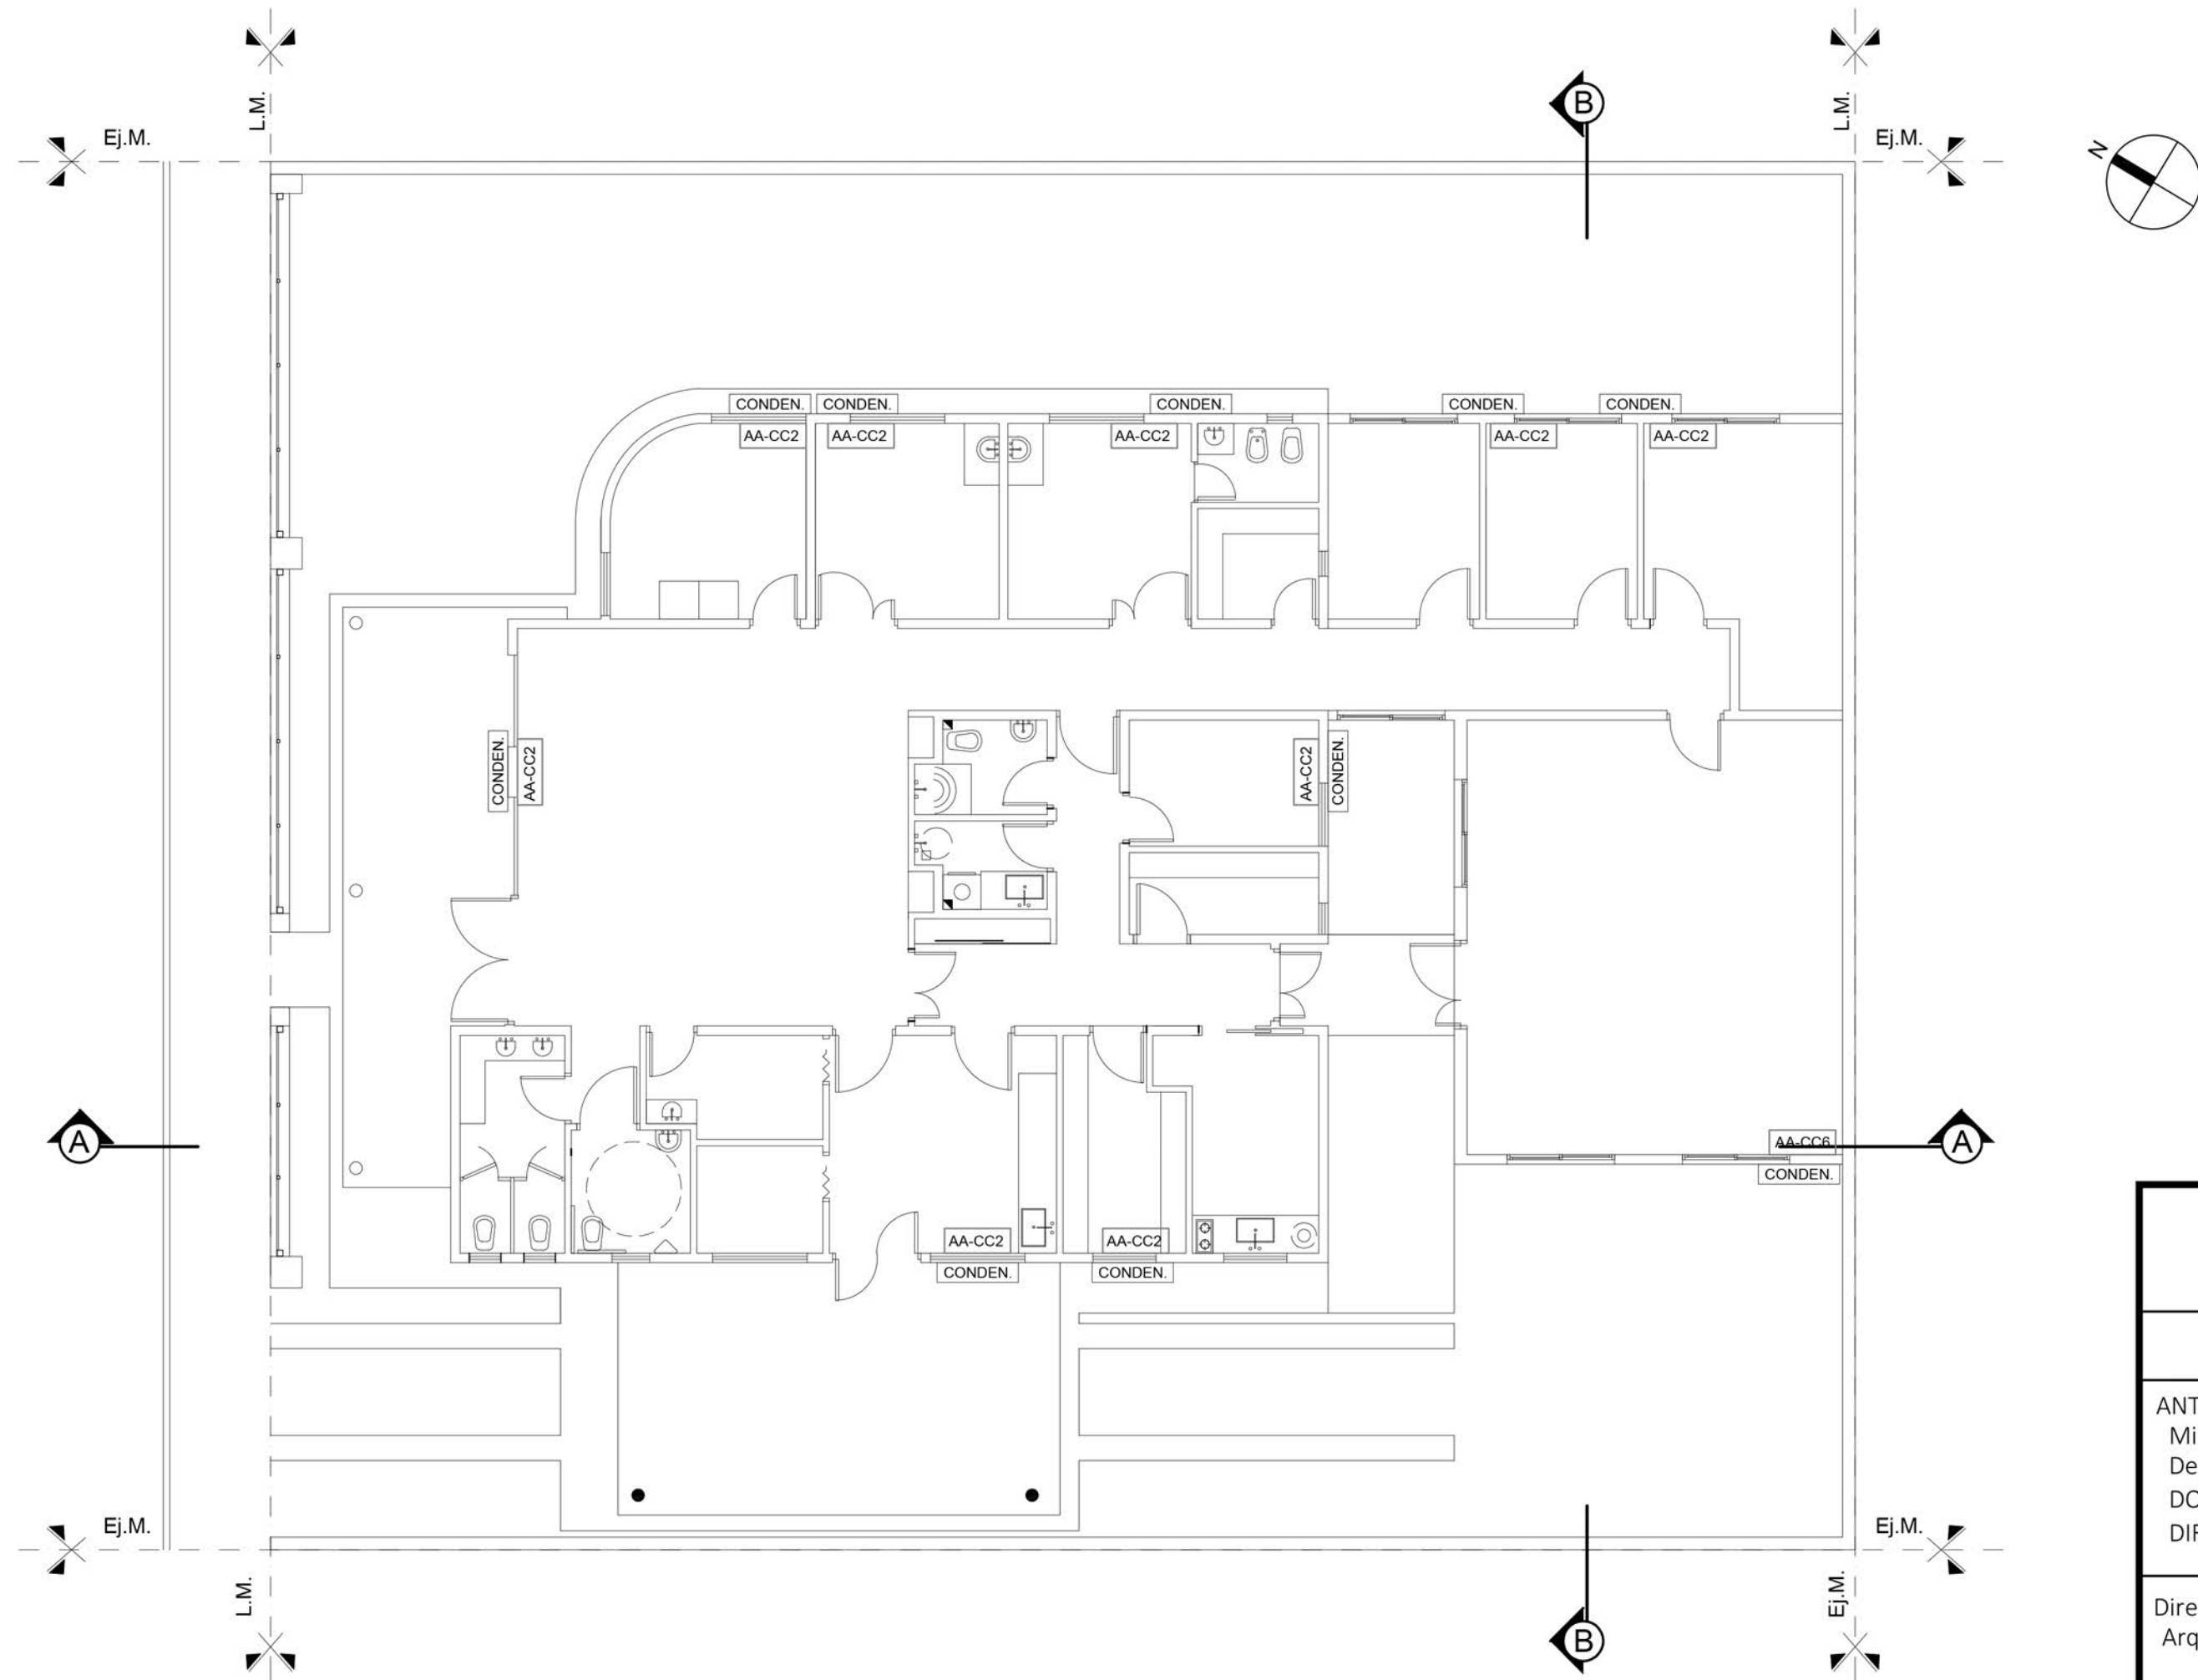 L.M.
L.M.
B
Ej.M.
Ej.M.
N
CONDEN.
CONDEN.
CONDEN.
CONDEN.
CONDEN.
AA-CC2
AA-CC2
AA-CC2
AA-CC2
AA-CC2
CONDEN.
AA-CC2
AA-CC2
CONDEN.
A
A
AA-CC6
CONDEN.
AA-CC2
AA-CC2
CONDEN.
CONDEN.
Ej.M.
Ej.M.
L.M.
Ej.M.
B
ANT
Mi
De
DO
DIR
Dire
Arq